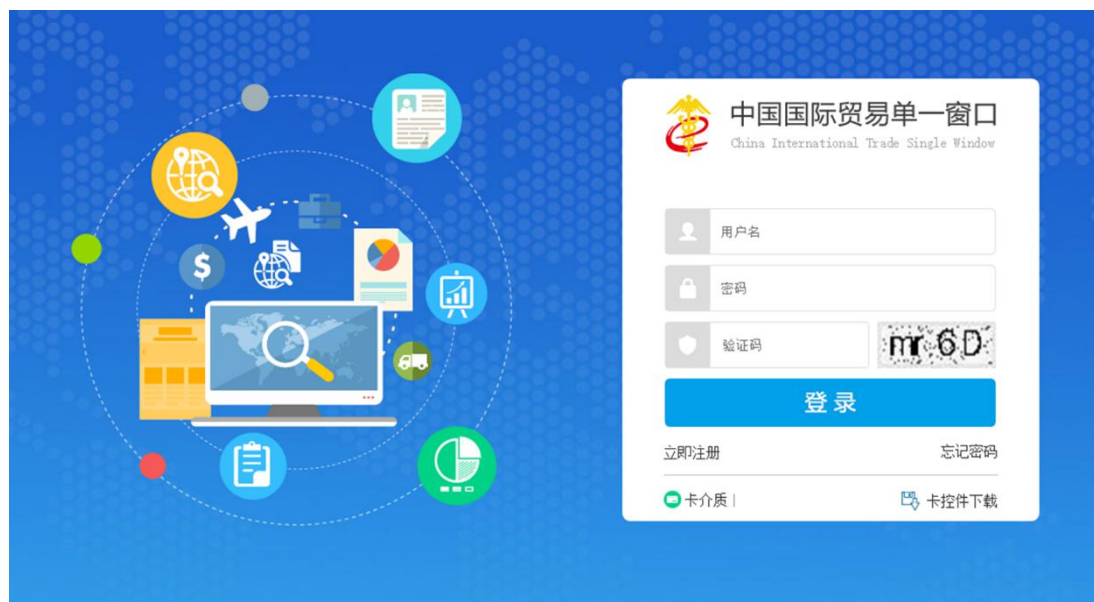 中国国际贸易单一窗口
China International Trade Single Window
用户名
密码
验证码 mr6D
登录
立即注册 忘记密码
卡介质 | 卡控件下载
$